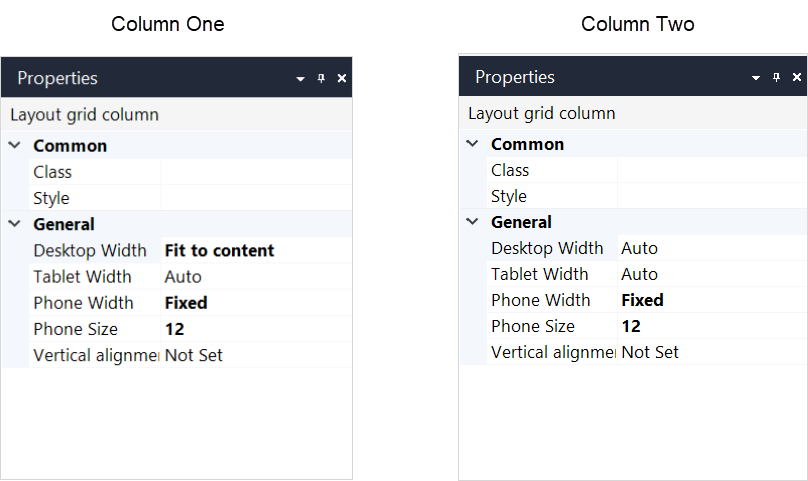 Column One
Properties
Layout grid column
Common
Class
Style
General
Desktop Width Fit to content
Tablet Width Auto
Phone Width Fixed
Phone Size 12
Vertical alignme Not Set
Column Two
Properties
Layout grid column
Common
Class
Style
General
Desktop Width Auto
Tablet Width Auto
Phone Width Fixed
Phone Size 12
Vertical alignme Not Set